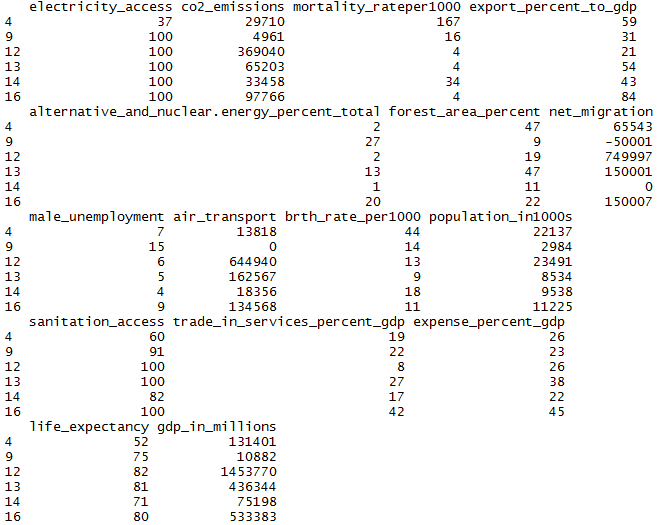 electricity_access co2_emissions mortality_rateper1000 export_percent_to_gdp
4 37 29710 167 59
9 100 4961 16 31
12 100 369040 4 21
13 100 65203 4 54
14 100 33458 34 43
16 100 97766 4 84
alternative_and_nuclear.energy_percent_total forest_area_percent net_migration
4 2 47 65543
9 27 9 -50001
12 2 19 749997
13 13 47 150001
14 1 11 0
16 20 22 150007
male_unemployment air_transport brth_rate_per1000 population_in1000s
4 7 13818 44 22137
9 15 0 14 2984
12 6 644940 13 23491
13 5 162567 9 8534
14 4 18356 18 9538
16 9 134568 11 11225
sanitation_access trade_in_services_percent_gdp expense_percent_gdp
4 60 19 26
9 91 22 23
12 100 8 26
13 100 27 38
14 82 17 22
16 100 42 45
life_expectancy gdp_in_millions
4 52 131401
9 75 10882
12 82 1453770
13 81 436344
14 71 75198
16 80 533383